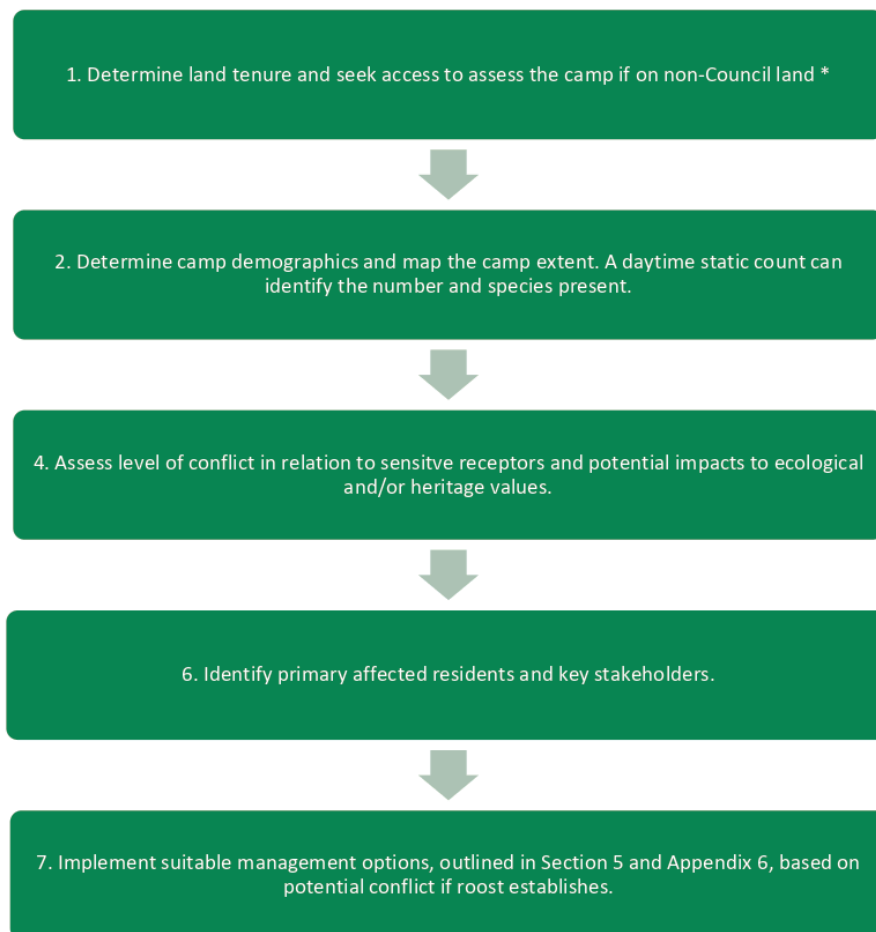 1. Determine land tenure and seek access to assess the camp if on non-Council land *
2. Determine camp demographics and map the camp extent. A daytime static count can
identify the number and species present.
4. Assess level of conflict in relation to sensitve receptors and potential impacts to ecological
and/or heritage values.
6. Identify primary affected residents and key stakeholders.
7. Implement suitable management options, outlined in Section 5 and Appendix 6, based on
potential conflict if roost establishes.